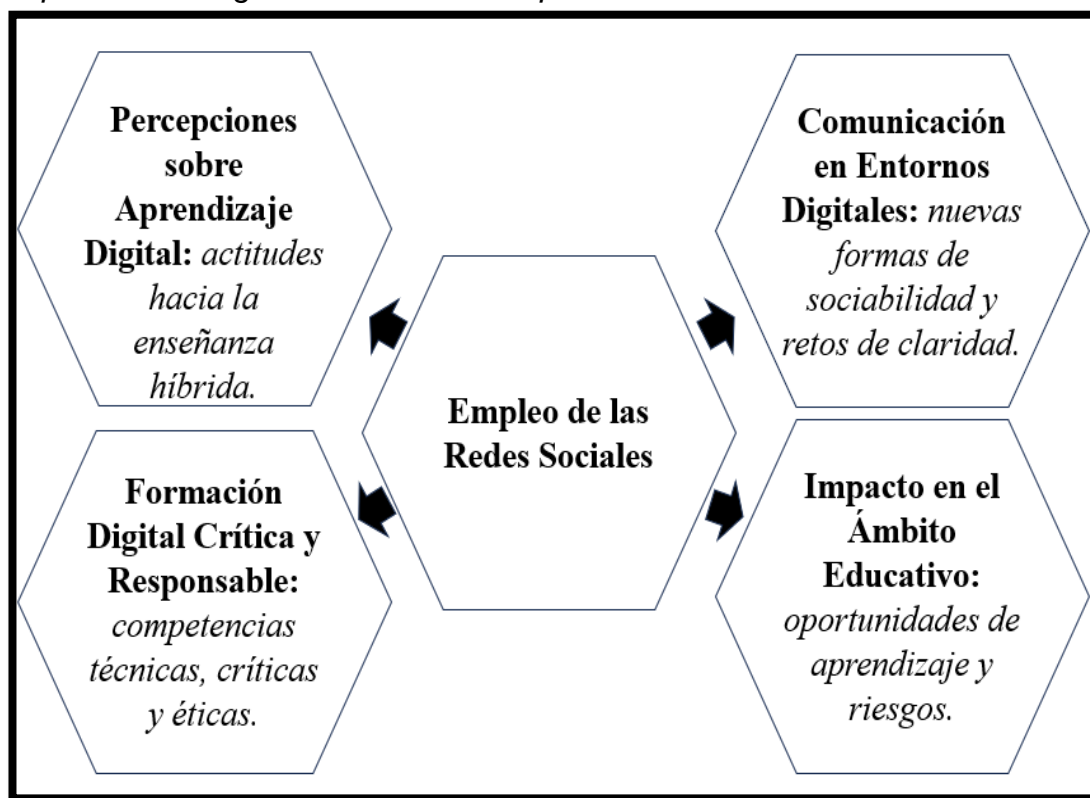 Percepciones
sobre
Aprendizaje
Digital: actitudes
hacia la
enseñanza
híbrida.
Comunicación
en Entornos
Digitales: nuevas
formas de
sociabilidad y
retos de claridad.
Empleo de las
Redes Sociales
Formación
Digital Crítica y
Responsable:
competencias
técnicas, críticas
y éticas.
Impacto en el
Ámbito
Educativo:
oportunidades de
aprendizaje y
riesgos.